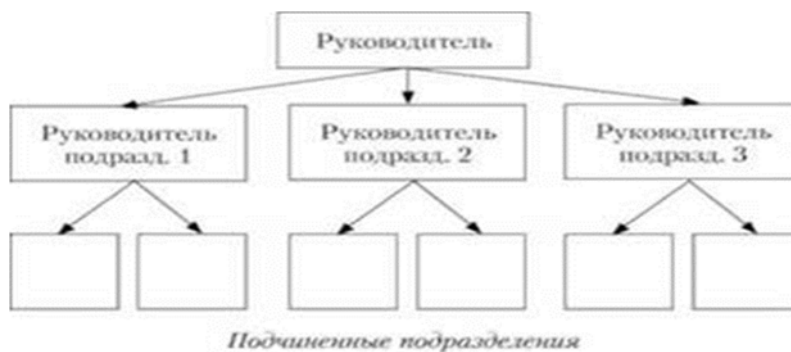 Руководитель
Руководитель
подразд. 1
Руководитель
подразд. 2
Руководитель
подразд. 3
Подчиненные подразделения